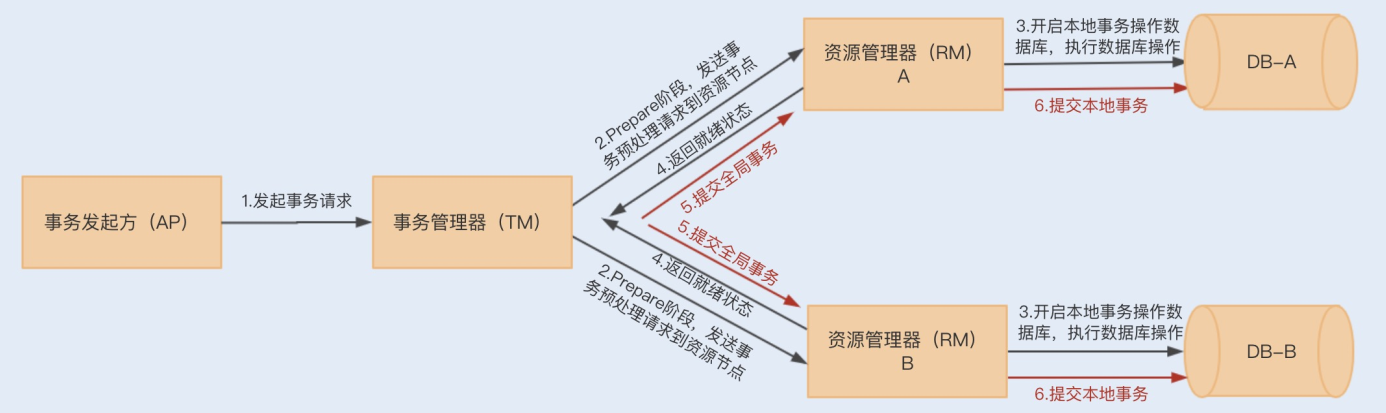 事务发起方（AP）
1.发起事务请求
事务管理器（TM）
2.Prepare阶段，发送事
务预处理请求到资源节点
4.返回就绪状态
5.提交全局事务
资源管理器（RM）
A
3.开启本地事务操作数
据库，执行数据库操作
6.提交本地事务
DB-A
5.提交全局事务
4.返回就绪状态
2.Prepare阶段，发送事
务预处理请求到资源节点
资源管理器（RM）
B
3.开启本地事务操作数
据库，执行数据库操作
6.提交本地事务
DB-B